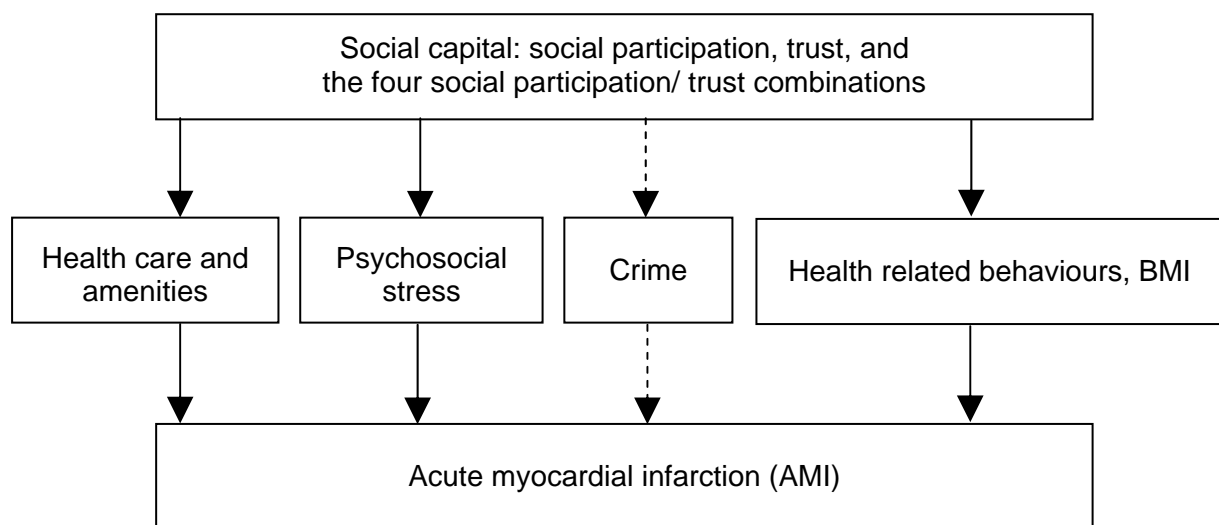 Social capital: social participation, trust, and
the four social participation/ trust combinations
Health care and
amenities
Psychosocial
stress
Crime
Health related behaviours, BMI
Acute myocardial infarction (AMI)